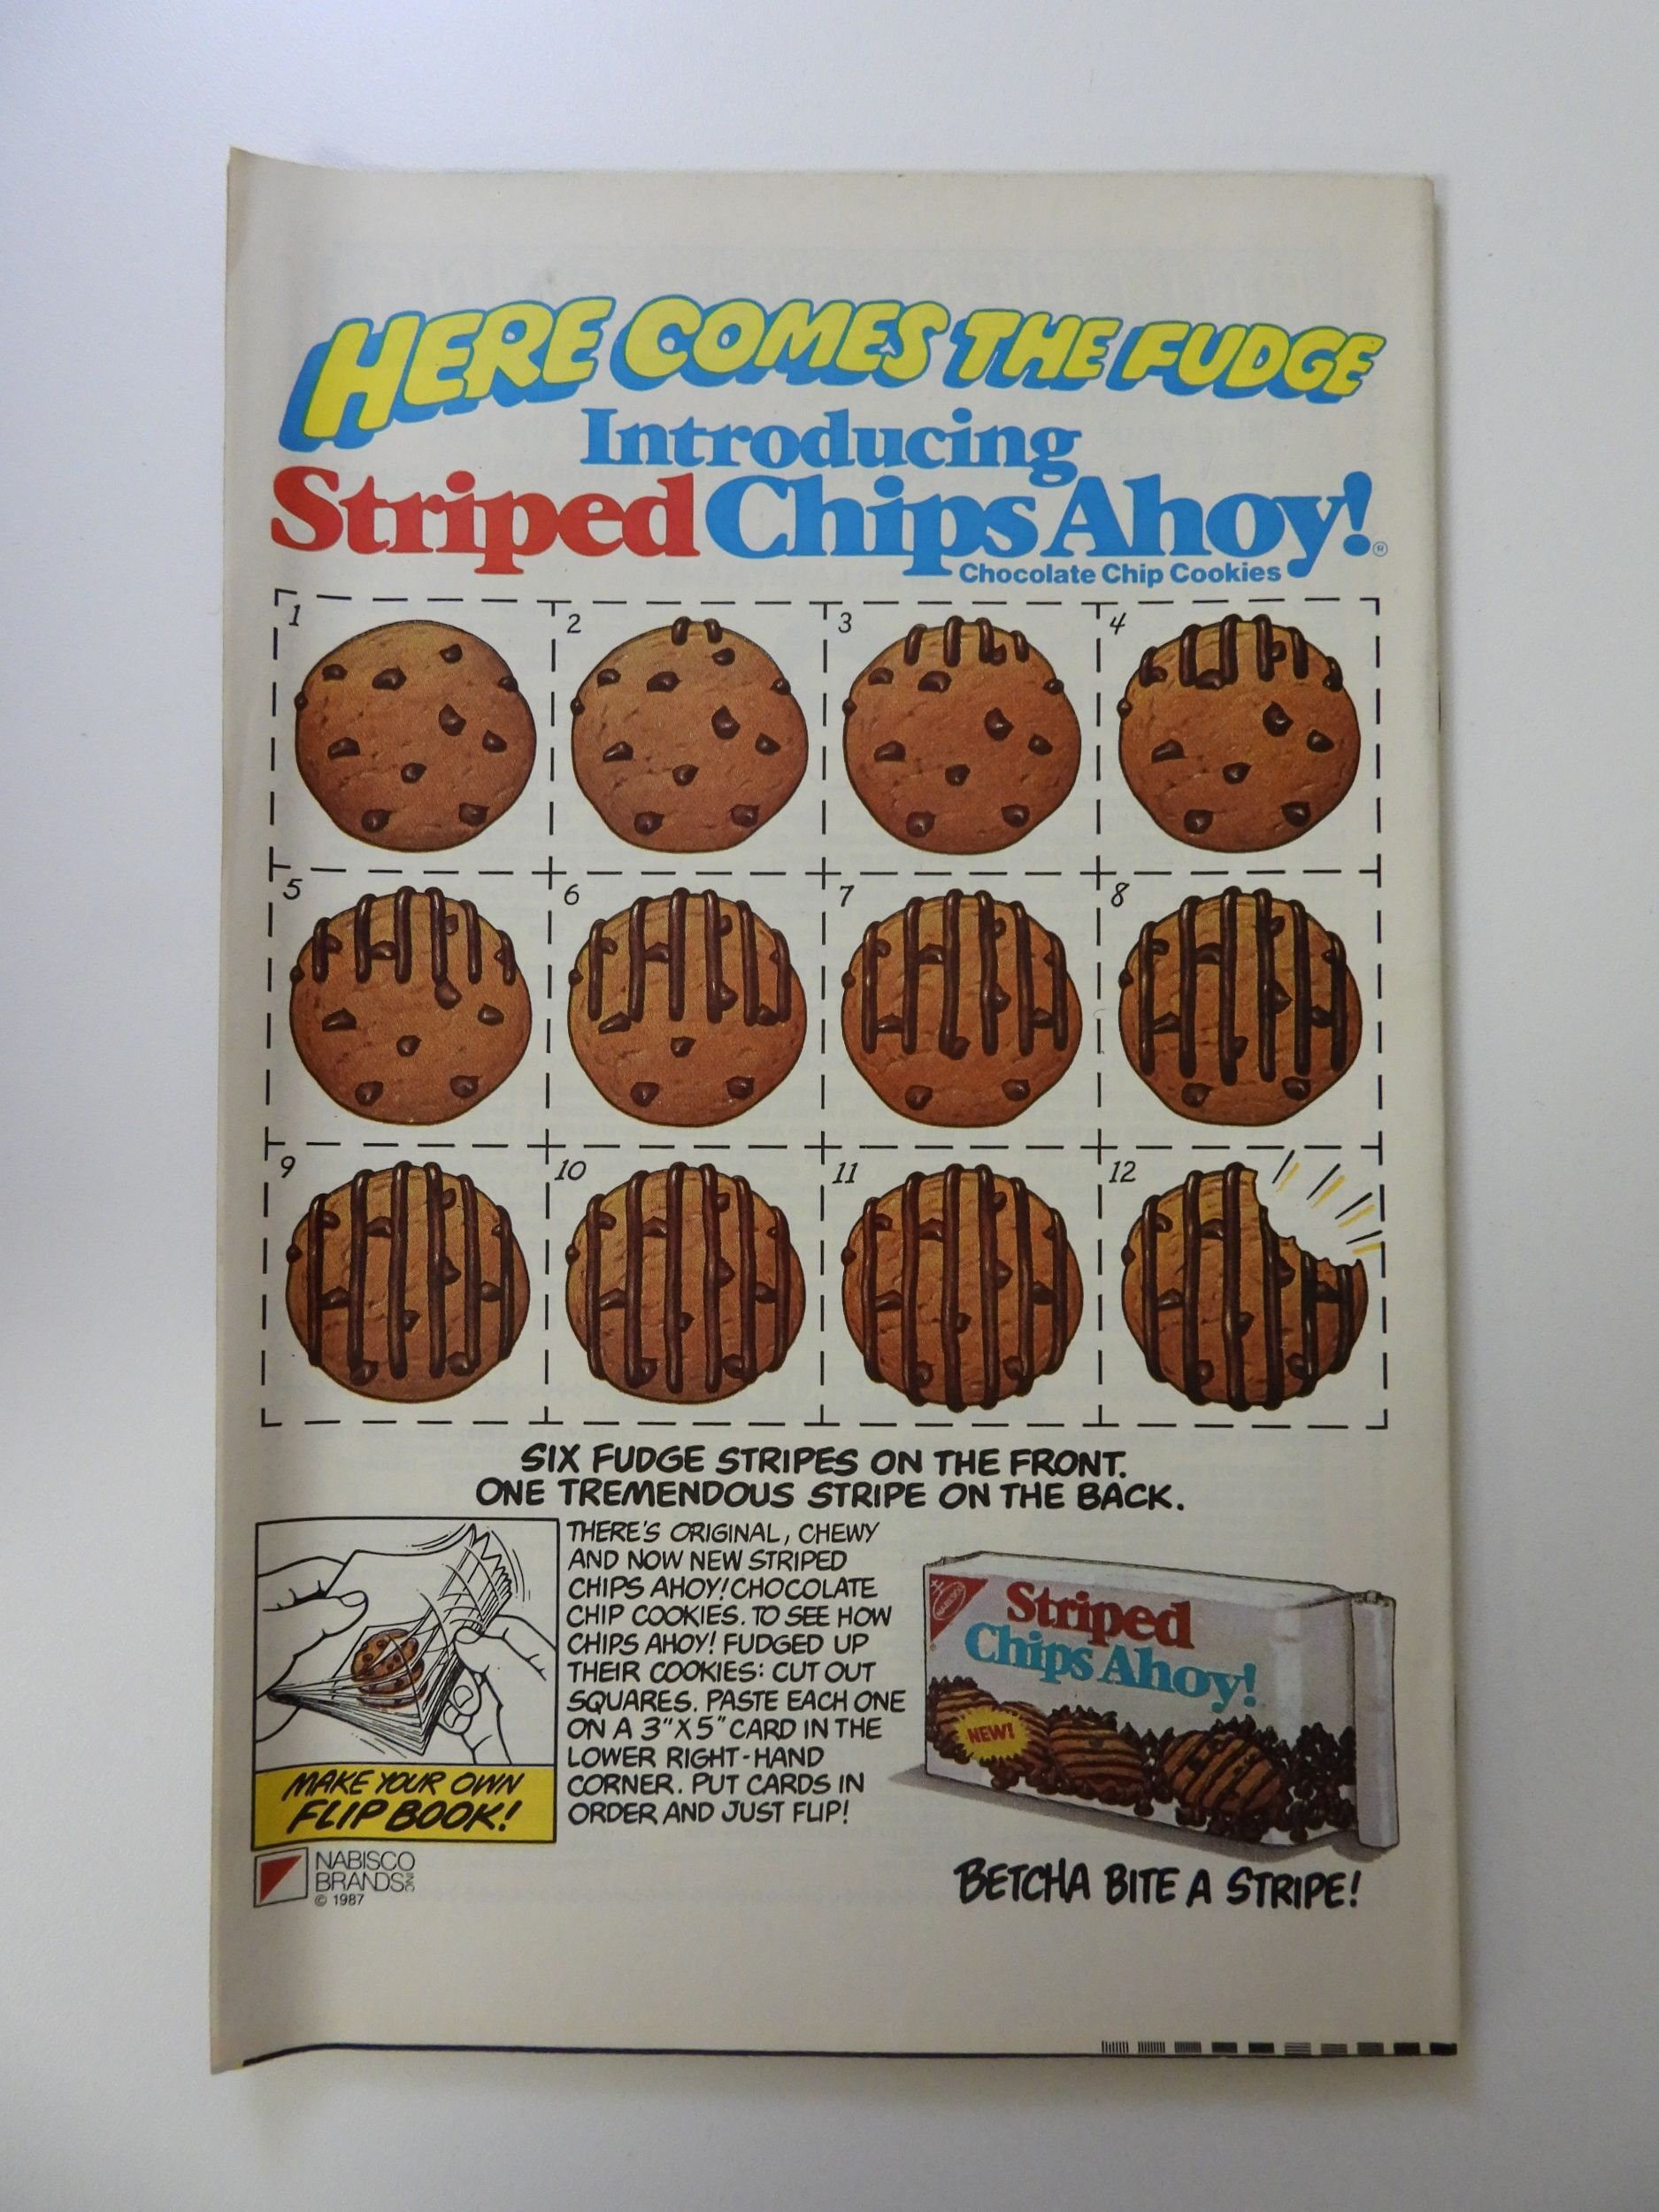 HERE COMES THE FUDGE
Introducing
Striped Chips Ahoy!®
Chocolate Chip Cookies
1
2
3
4
5
6
7
8
9
10
11
12
SIX FUDGE STRIPES ON THE FRONT.
ONE TREMENDOUS STRIPE ON THE BACK.
MAKE YOUR OWN
FLIP BOOK!
THERE'S ORIGINAL, CHEWY
AND NOW NEW STRIPED
CHIPS AHOY! CHOCOLATE
CHIP COOKIES. TO SEE HOW
CHIPS AHOY! FUDGED UP
THEIR COOKIES: CUT OUT
SQUARES. PASTE EACH ONE
ON A 3"X5" CARD IN THE
LOWER RIGHT-HAND
CORNER. PUT CARDS IN
ORDER AND JUST FLIP!
NABISCO
Striped
Chips Ahoy!
NEW!
BETCHA BITE A STRIPE!
NABISCO
BRANDS INC
© 1987